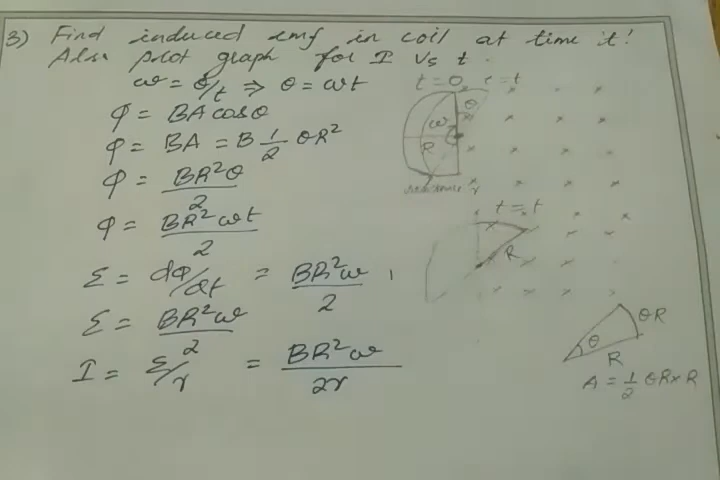 3) Find induced emf in coil at time 't'!
Also plot graph for I Vs t.
ω = θ/t ⇒ θ = ωt
φ = BA cosθ
φ = BA = B 1/2 θR²
φ = BR²θ/2
φ = BR²ωt/2
Ɛ = dφ/dt = BR²ω/2
Ɛ = BR²ω/2
I = Ɛ/r = BR²ω/2r
t=0 t=t
θ
ω
R
r
t=t
R
θ
θR
R
A = 1/2 θR×R